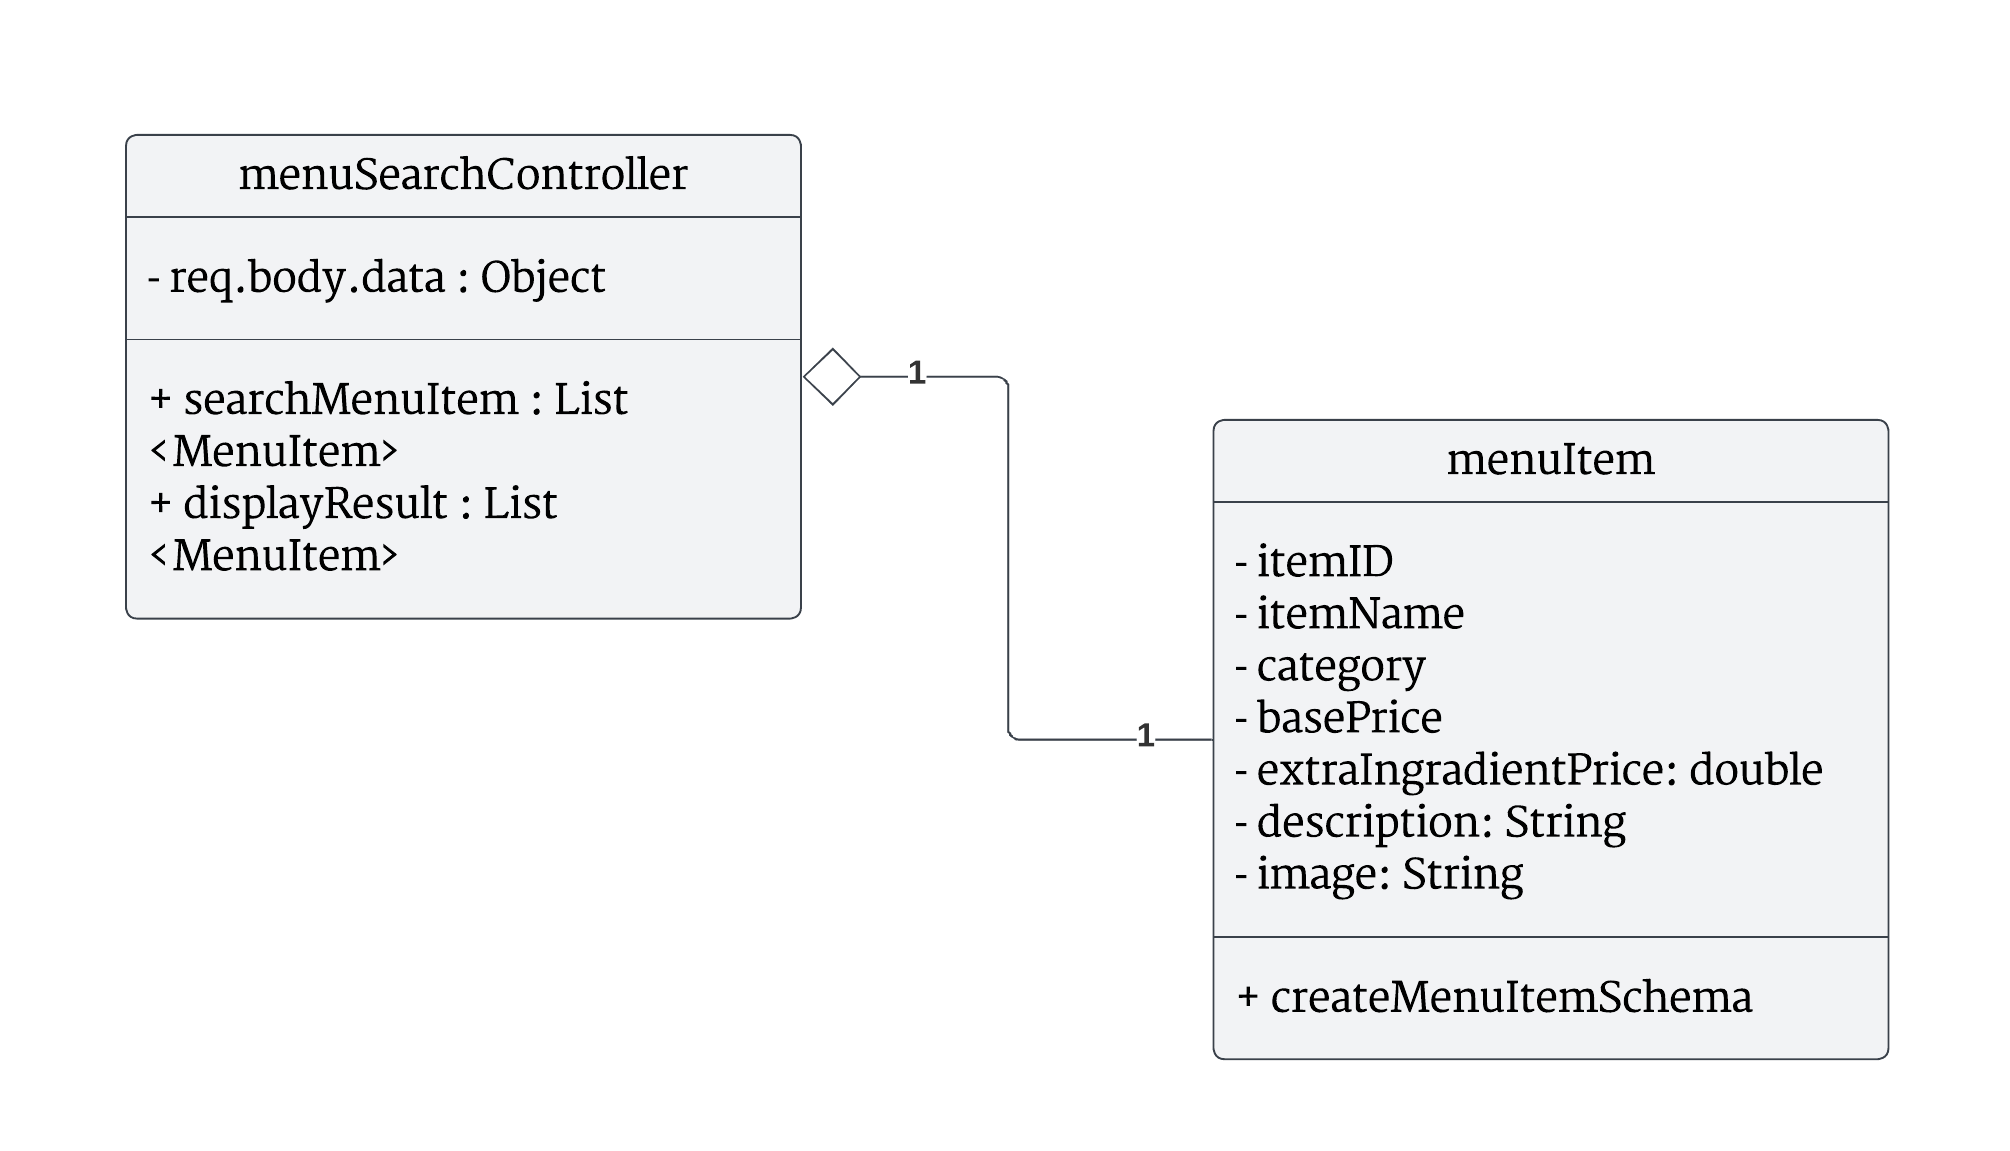 menuSearchController
- req.body.data : Object
+ searchMenuItem : List
<MenuItem>
+ displayResult : List
<MenuItem>
1
1
menuItem
- itemID
- itemName
- category
- basePrice
- extraIngradientPrice: double
- description: String
- image: String
+ createMenuItemSchema